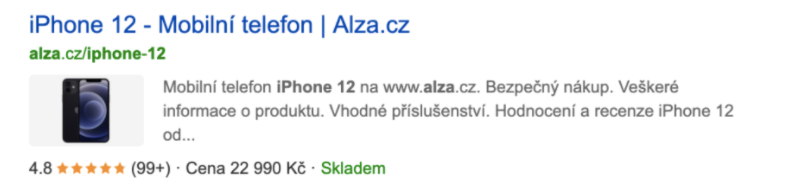 iPhone 12 - Mobilní telefon | Alza.cz
alza.cz/iphone-12
Mobilní telefon iPhone 12 na www.alza.cz. Bezpečný nákup. Veškeré
informace o produktu. Vhodné příslušenství. Hodnocení a recenze iPhone 12
od...
4.8 ★★★★★ (99+) · Cena 22 990 Kč · Skladem